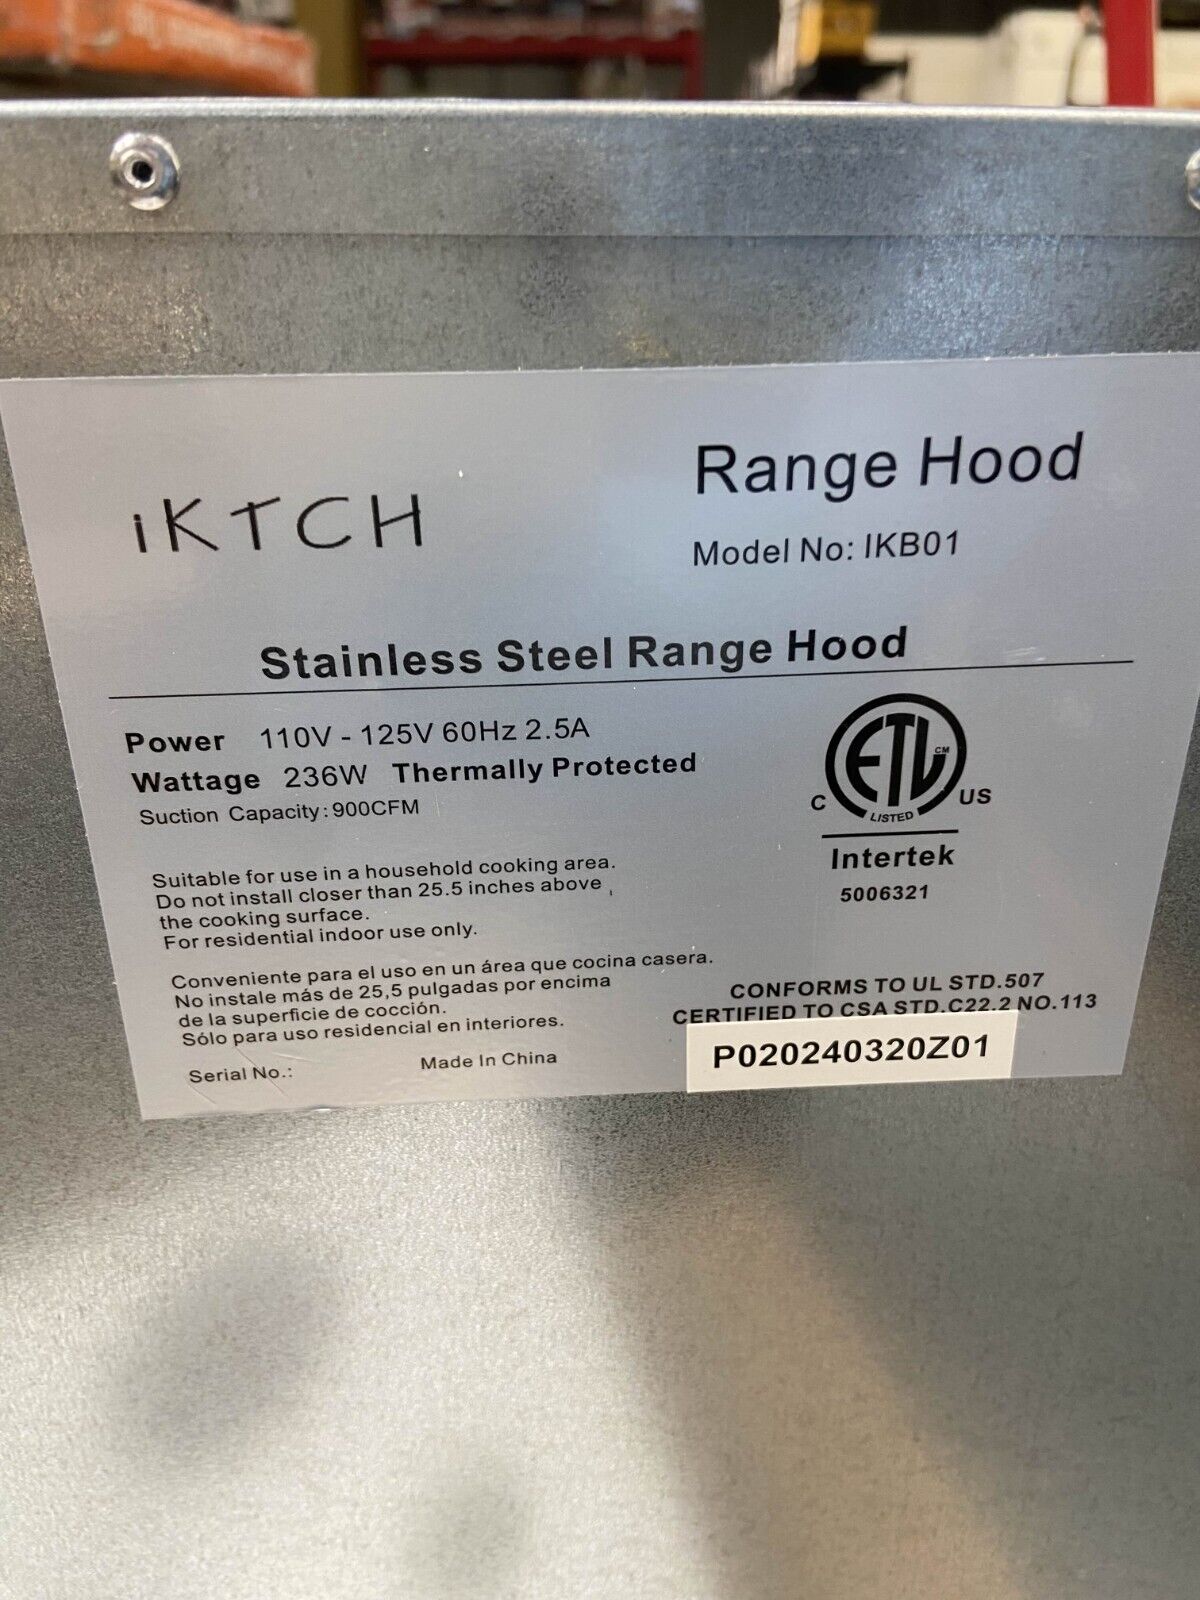 iKTCH
Range Hood
Model No: IKB01
Stainless Steel Range Hood
Power 110V - 125V 60Hz 2.5A
Wattage 236W Thermally Protected
Suction Capacity: 900CFM
ETL CM
C US
LISTED
Intertek
5006321
Suitable for use in a household cooking area.
Do not install closer than 25.5 inches above
the cooking surface.
For residential indoor use only.
Conveniente para el uso en un área que cocina casera.
No instale más de 25,5 pulgadas por encima
de la superficie de cocción.
Sólo para uso residencial en interiores.
CONFORMS TO UL STD.507
CERTIFIED TO CSA STD.C22.2 NO.113
Serial No.:
Made In China
P020240320Z01